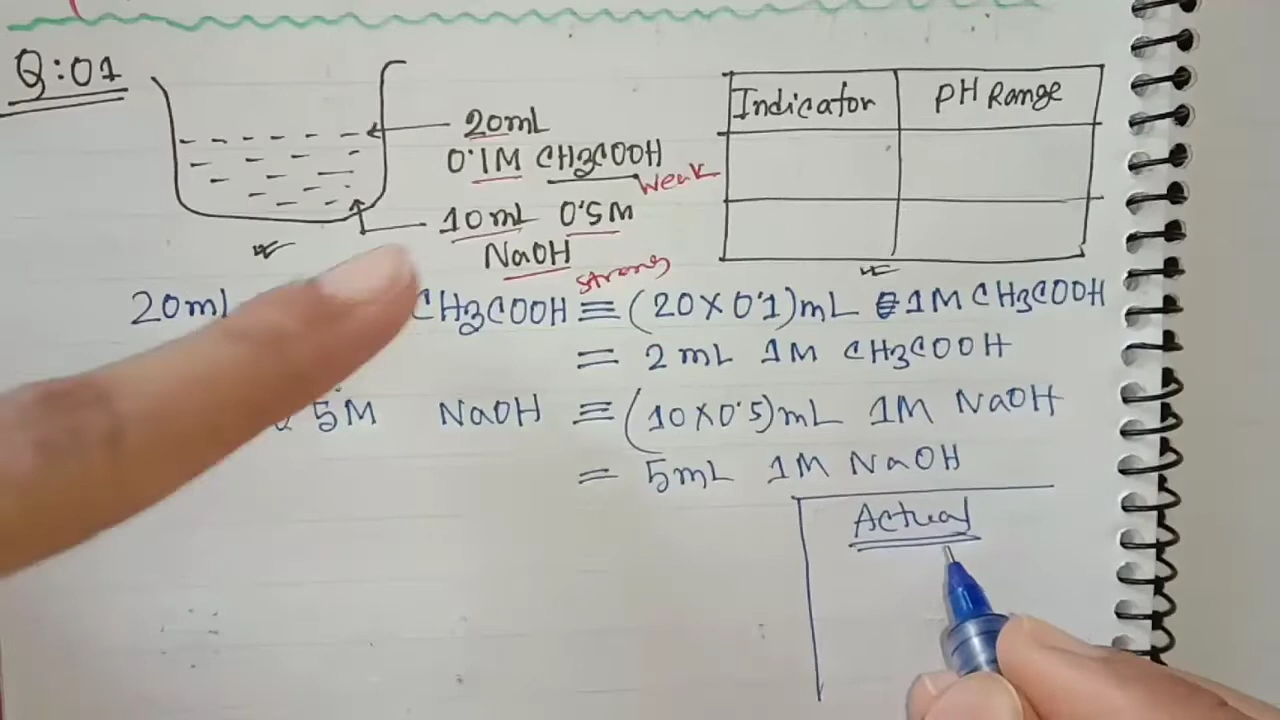 Q:01
20mL
0.1M CH3COOH
Weak
10mL 0.5M
NaOH
Strong
Indicator PH Range
20mL CH3COOH ≡ (20×0.1)mL 1M CH3COOH
= 2mL 1M CH3COOH
5M NaOH ≡ (10×0.5)mL 1M NaOH
= 5mL 1M NaOH
Actual